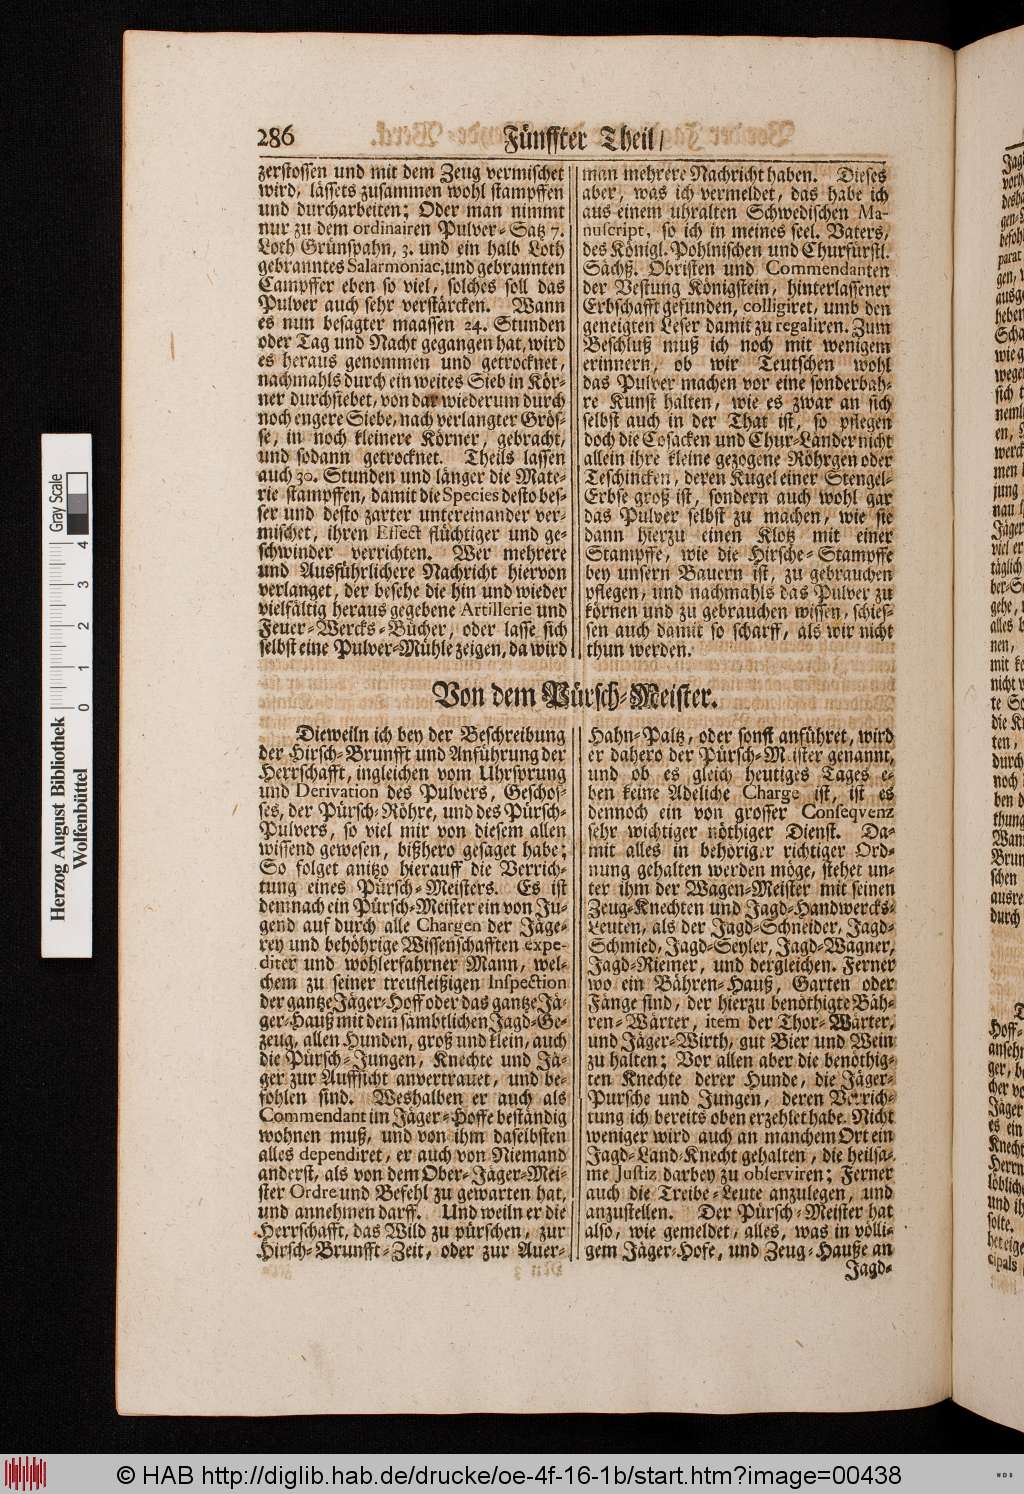 286
Fünffter Theil/
zerstossen und mit dem Zeug vermischet
wird, lässets zusammen wohl stampffen
und durcharbeiten; Oder man nimmt
nur zu dem ordinairen Pulver-Satz 7.
Loth Grünspahn, 3. und ein halb Loth
gebranntes Salarmoniac, und gebrannten
Campffer eben so viel, solches soll das
Pulver auch sehr verstärcken. Wann
es nun besagter maassen 24. Stunden
oder Tag und Nacht gegangen hat, wird
es heraus genommen und getrocknet,
nachmahls durch ein weites Sieb in Kör-
ner durchsiebet, von dar wiederum durch
noch engere Siebe, nach verlangter Grös-
se, in noch kleinere Körner, gebracht,
und sodann getrocknet. Theils lassen
auch 30. Stunden und länger die Mate-
rie stampffen, damit die Species desto bes-
ser und desto zarter untereinander ver-
mischet, ihren Effect flüchtiger und ge-
schwinder verrichten. Wer mehrere
und Ausführlichere Nachricht hiervon
verlanget, der besehe die hin und wieder
vielfältig heraus gegebene Artillerie und
Feuer-Wercks-Bücher, oder lasse sich
selbst eine Pulver-Mühle zeigen, da wird
man mehrere Nachricht haben. Dieses
aber, was ich vermeldet, das habe ich
aus einem uhralten Schwedischen Ma-
nuscript, so ich in meines seel. Vaters,
des Königl. Pohlnischen und Churfürstl.
Sächß. Obristen und Commendanten
der Vestung Königstein, hinterlassener
Erbschafft gefunden, colligiret, umb den
geneigten Leser damit zu regaliren. Zum
Beschluß muß ich noch mit wenigem
erinnern, ob wir Teutschen wohl
das Pulver machen vor eine sonderbah-
re Kunst halten, wie es zwar an sich
selbst auch in der That ist, so pflegen
doch die Cosacken und Chur-Länder nicht
allein ihre kleine gezogene Röhrgen oder
Teschincken, deren Kugel einer Stengel-
Erbse groß ist, sondern auch wohl gar
das Pulver selbst zu machen, wie sie
dann hierzu einen Klotz mit einer
Stampffe, wie die Hirsche-Stampffe
bey unsern Bauern ist, zu gebrauchen
pflegen, und nachmahls das Pulver zu
körnen und zu gebrauchen wissen, schies-
sen auch damit so scharff, als wir nicht
thun werden.
Von dem Pürsch-Meister.
Dieweiln ich bey der Beschreibung
der Hirsch-Brunfft und Anführung der
Herrschafft, ingleichen vom Uhrsprung
und Derivation des Pulvers, Geschos-
ses, der Pürsch-Röhre, und des Pürsch-
Pulvers, so viel mir von diesem allen
wissend gewesen, bißhero gesaget habe;
So folget anitzo hierauff die Verrich-
tung eines Pürsch-Meisters. Es ist
demnach ein Pürsch-Meister ein von Ju-
gend auf durch alle Chargen der Jäge-
rey und behöhrige Wissenschafften expe-
diter und wohlerfahrner Mann, wel-
chem zu seiner treufleißigen Inspection
der gantze Jäger-Hoff oder das gantze Jä-
ger-Hauß mit dem sämbtlichen Jagd-Ge-
zeug, allen Hunden, groß und klein, auch
die Pürsch-Jungen, Knechte und Jä-
ger zur Auffsicht anvertrauet, und be-
fohlen sind. Weshalben er auch als
Commendant im Jäger-Hoffe beständig
wohnen muß, und von ihm daselbsten
alles dependiret, er auch von Niemand
anderst, als von dem Ober-Jäger-Mei-
ster Ordre und Befehl zu gewarten hat,
und annehmen darff. Und weiln er die
Herrschafft, das Wild zu pürschen, zur
Hirsch-Brunfft-Zeit, oder zur Auer-
Hahn-Paltz, oder sonst anführet, wird
er dahero der Pürsch-Meister genannt,
und ob es gleich heutiges Tages e-
ben keine Adeliche Charge ist, ist es
dennoch ein von grosser Conseqvenz
sehr wichtiger nöthiger Dienst. Da-
mit alles in behöriger richtiger Ord-
nung gehalten werden möge, stehet un-
ter ihm der Wagen-Meister mit seinen
Zeug-Knechten und Jagd-Handwercks-
Leuten, als der Jagd-Schneider, Jagd-
Schmied, Jagd-Seyler, Jagd-Wagner,
Jagd-Riemer, und dergleichen. Ferner
wo ein Bähren-Hauß, Garten oder
Fänge sind, der hierzu benöthigte Bäh-
ren-Wärter, item der Thor-Wärter,
und Jäger-Wirth, gut Bier und Wein
zu halten; Vor allen aber die benöthig-
ten Knechte derer Hunde, die Jäger-
Pursche und Jungen, deren Verrich-
tung ich bereits oben erzehlet habe. Nicht
weniger wird auch an manchem Ort ein
Jagd-Land-Knecht gehalten, die heilsa-
me Justiz darbey zu observiren; Ferner
auch die Treibe-Leute anzulegen, und
anzustellen. Der Pürsch-Meister hat
also, wie gemeldet, alles, was in völli-
gem Jäger-Hofe, und Zeug-Hauße an
Jagd-
Herzog August Bibliothek
Wolfenbüttel
0 1 2 3 4
Gray Scale
© HAB http://diglib.hab.de/drucke/oe-4f-16-1b/start.htm?image=00438